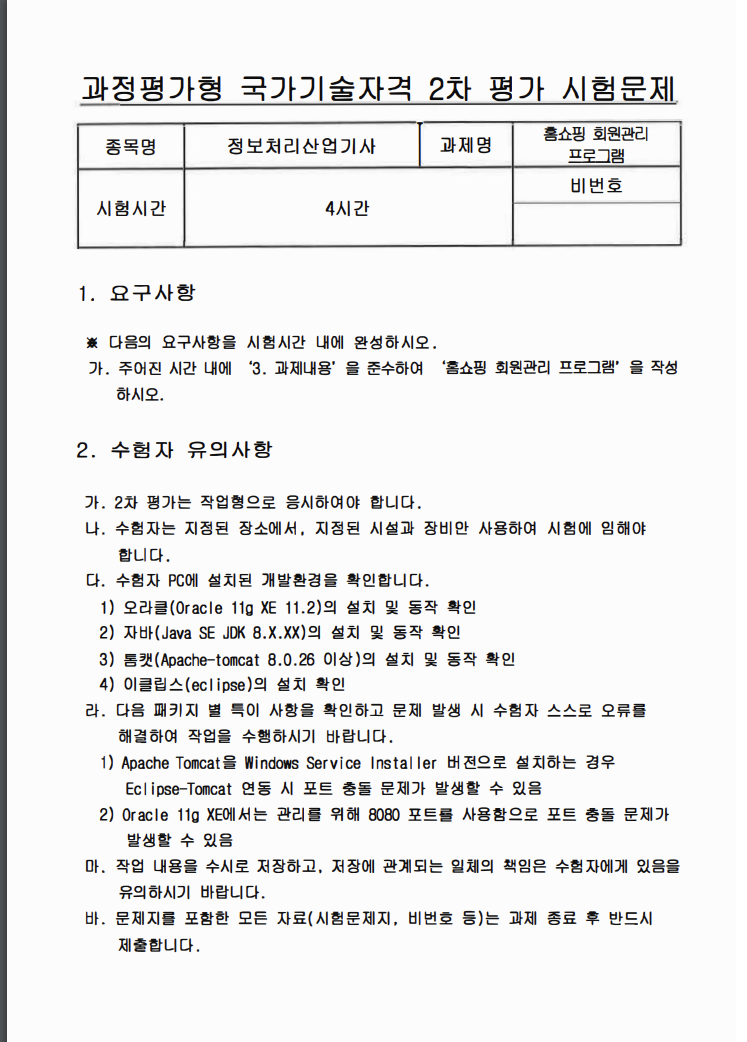 과정평가형 국가기술자격 2차 평가 시험문제
종목명 정보처리산업기사 과제명 홈쇼핑 회원관리
프로그램
시험시간 4시간 비번호
1. 요구사항
※ 다음의 요구사항을 시험시간 내에 완성하시오.
가. 주어진 시간 내에 ‘3. 과제내용’을 준수하여 ‘홈쇼핑 회원관리 프로그램’을 작성
하시오.
2. 수험자 유의사항
가. 2차 평가는 작업형으로 응시하여야 합니다.
나. 수험자는 지정된 장소에서, 지정된 시설과 장비만 사용하여 시험에 임해야
합니다.
다. 수험자 PC에 설치된 개발환경을 확인합니다.
1) 오라클(Oracle 11g XE 11.2)의 설치 및 동작 확인
2) 자바(Java SE JDK 8.X.XX)의 설치 및 동작 확인
3) 톰캣(Apache-tomcat 8.0.26 이상)의 설치 및 동작 확인
4) 이클립스(eclipse)의 설치 확인
라. 다음 패키지 별 특이 사항을 확인하고 문제 발생 시 수험자 스스로 오류를
해결하여 작업을 수행하시기 바랍니다.
1) Apache Tomcat을 Windows Service Installer 버전으로 설치하는 경우
Eclipse-Tomcat 연동 시 포트 충돌 문제가 발생할 수 있음
2) Oracle 11g XE에서는 관리를 위해 8080 포트를 사용함으로 포트 충돌 문제가
발생할 수 있음
마. 작업 내용을 수시로 저장하고, 저장에 관계되는 일체의 책임은 수험자에게 있음을
유의하시기 바랍니다.
바. 문제지를 포함한 모든 자료(시험문제지, 비번호 등)는 과제 종료 후 반드시
제출합니다.